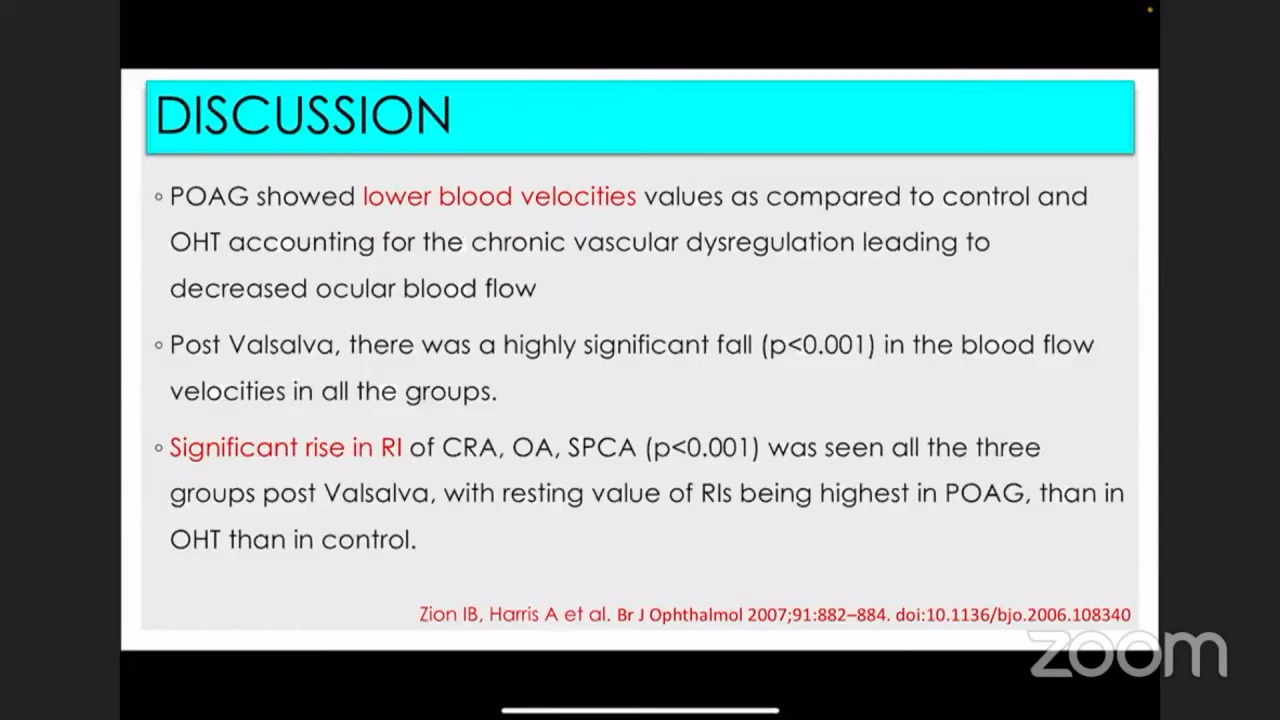 DISCUSSION
◦ POAG showed lower blood velocities values as compared to control and
OHT accounting for the chronic vascular dysregulation leading to
decreased ocular blood flow
◦ Post Valsalva, there was a highly significant fall (p<0.001) in the blood flow
velocities in all the groups.
◦ Significant rise in RI of CRA, OA, SPCA (p<0.001) was seen all the three
groups post Valsalva, with resting value of RIs being highest in POAG, than in
OHT than in control.
Zion IB, Harris A et al. Br J Ophthalmol 2007;91:882–884. doi:10.1136/bjo.2006.108340
zoom